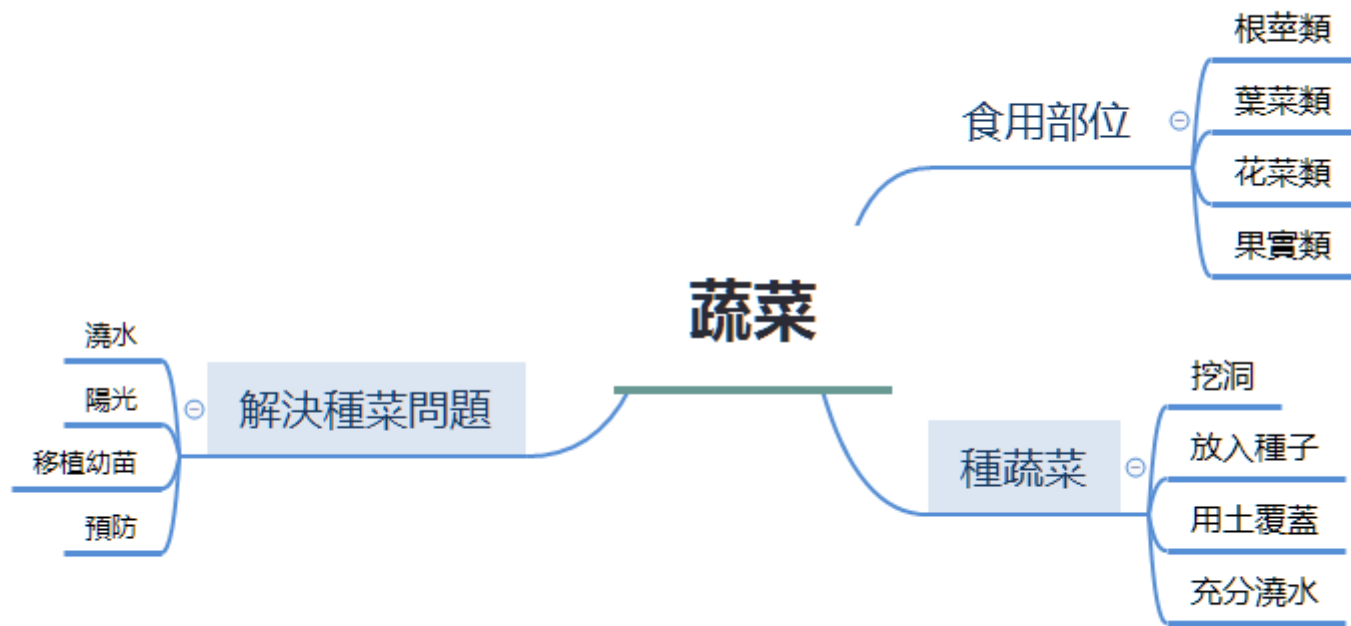 蔬菜
食用部位
根莖類
葉菜類
花菜類
果實類
種蔬菜
挖洞
放入種子
用土覆蓋
充分澆水
解決種菜問題
澆水
陽光
移植幼苗
預防